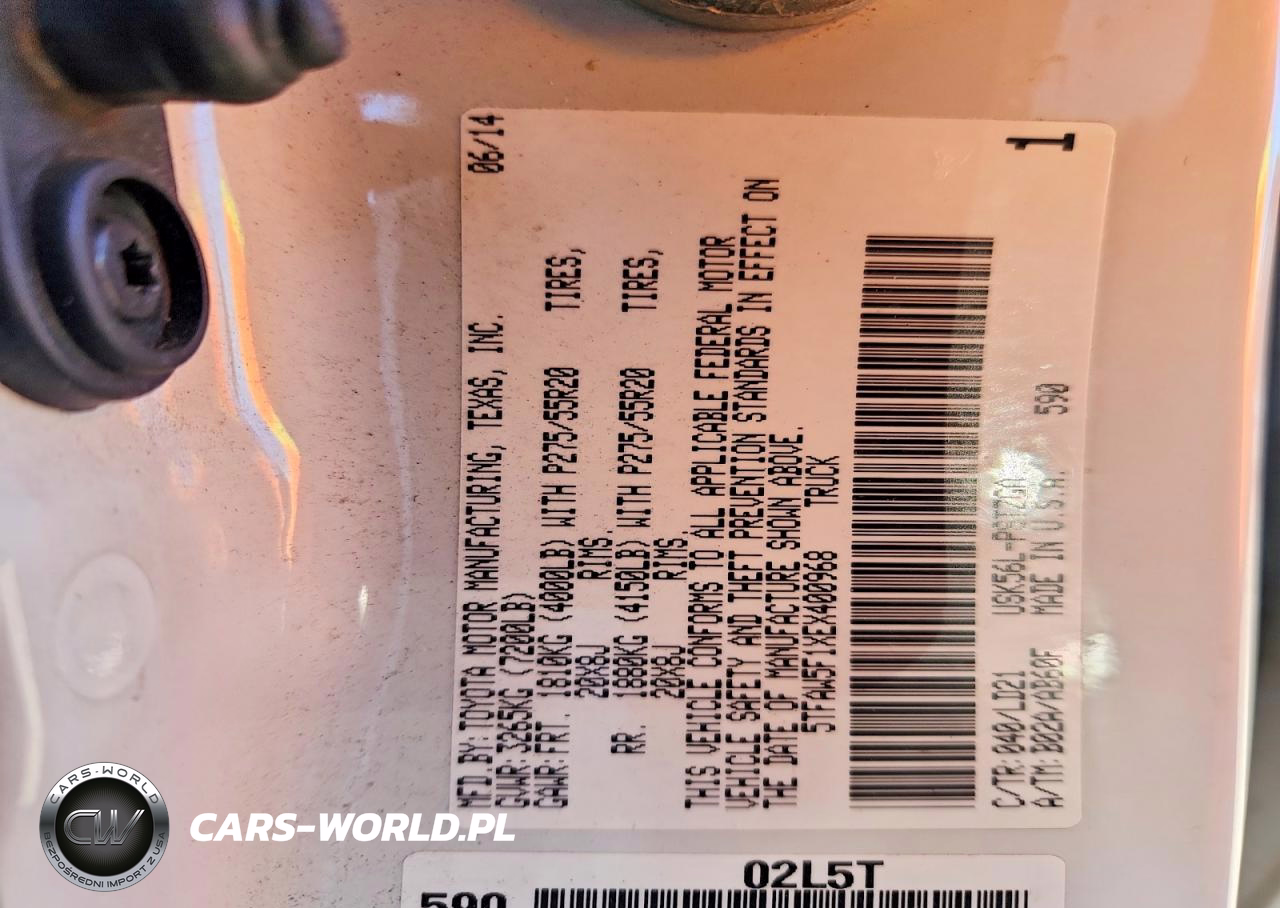 06/14
MFD BY: TOYOTA MOTOR MANUFACTURING, TEXAS, INC.
GVWR: 3265KG (7200LB)
GAWR: FRT. 1810KG (4000LB) WITH P275/55R20 TIRES,
20X8J RIMS.
RR. 1880KG (4150LB) WITH P275/55R20 TIRES,
20X8J RIMS.
THIS VEHICLE CONFORMS TO ALL APPLICABLE FEDERAL MOTOR
VEHICLE SAFETY AND THEFT PREVENTION STANDARDS IN EFFECT ON
THE DATE OF MANUFACTURE SHOWN ABOVE.
5TFAW5F1XEX400968 TRUCK
C/TR: 040/LD21
A/TM: B02A/AB60F MADE IN U.S.A. 590
1
590 02L5T
CARS-WORLD
CW
BEZPOŚREDNI IMPORT Z USA
CARS-WORLD.PL